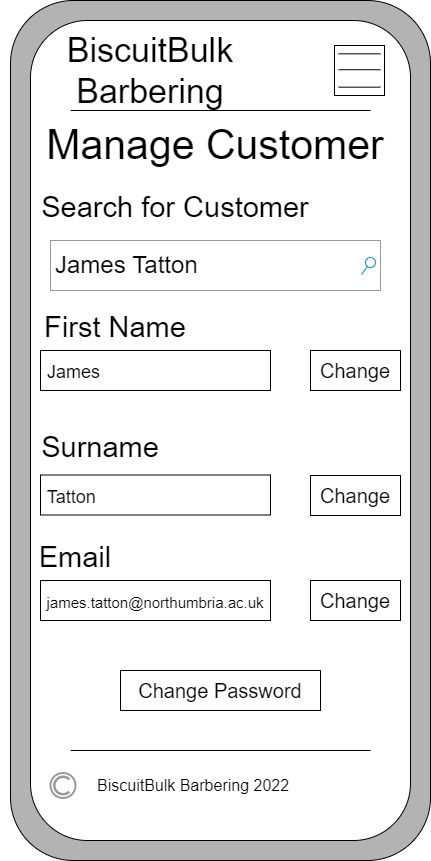 BiscuitBulk
Barbering
Manage Customer
Search for Customer
James Tatton
First Name
James
Change
Surname
Tatton
Change
Email
james.tatton@northumbria.ac.uk
Change
Change Password
© BiscuitBulk Barbering 2022